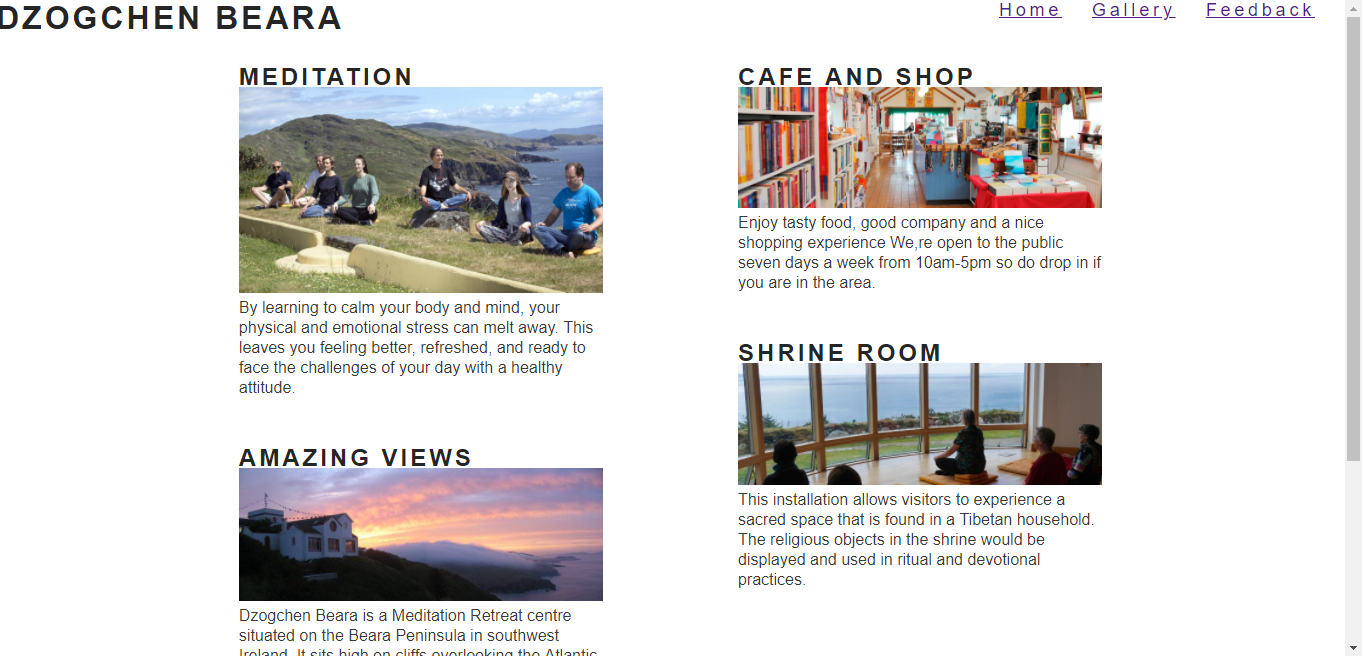 DZOGCHEN BEARA
Home Gallery Feedback
MEDITATION
By learning to calm your body and mind, your
physical and emotional stress can melt away. This
leaves you feeling better, refreshed, and ready to
face the challenges of your day with a healthy
attitude.
AMAZING VIEWS
Dzogchen Beara is a Meditation Retreat centre
situated on the Beara Peninsula in southwest
Ireland. It sits high on cliffs overlooking the Atlantic
CAFE AND SHOP
Enjoy tasty food, good company and a nice
shopping experience We,re open to the public
seven days a week from 10am-5pm so do drop in if
you are in the area.
SHRINE ROOM
This installation allows visitors to experience a
sacred space that is found in a Tibetan household.
The religious objects in the shrine would be
displayed and used in ritual and devotional
practices.